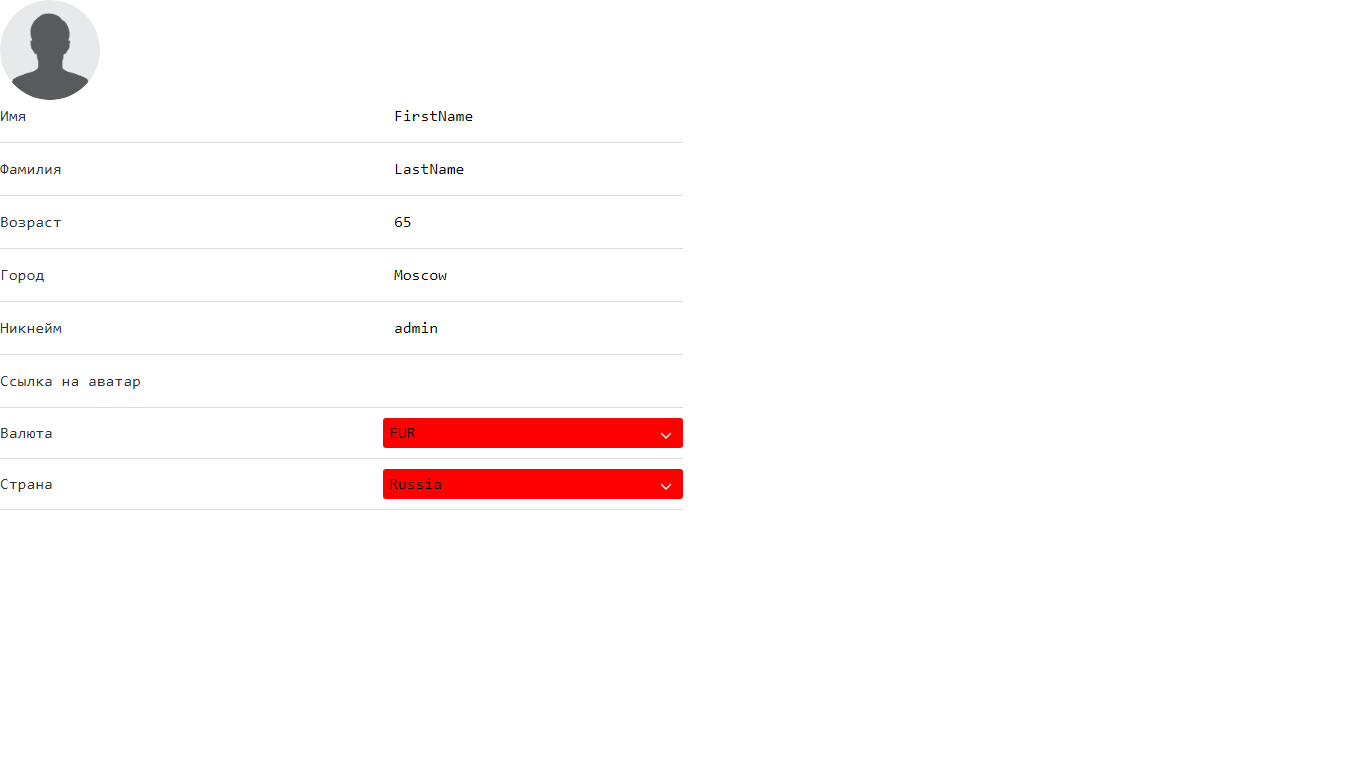 Имя FirstName
Фамилия LastName
Возраст 65
Город Moscow
Никнейм admin
Ссылка на аватар
Валюта EUR
Страна Russia